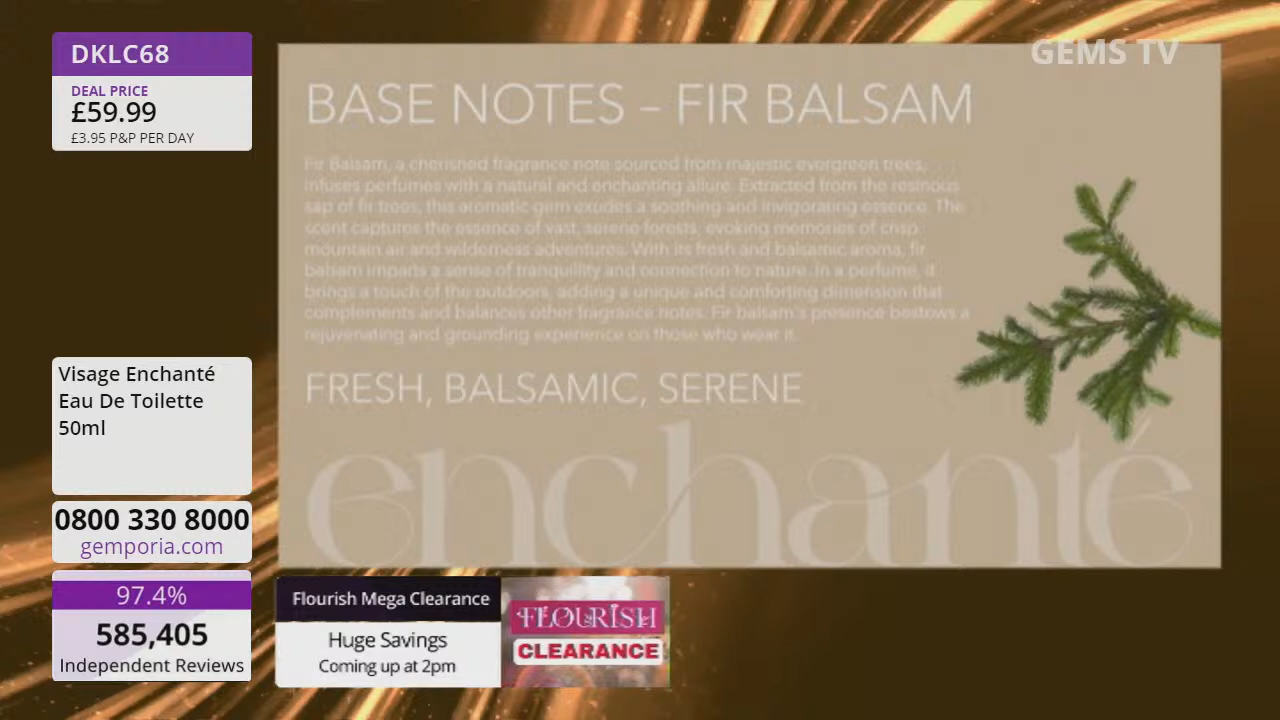 DKLC68
DEAL PRICE
£59.99
£3.95 P&P PER DAY
GEMS TV
BASE NOTES – FIR BALSAM
Fir Balsam, a cherished fragrance note sourced from majestic evergreen trees,
infuses perfumes with a natural and enchanting allure. Extracted from the resinous
sap of fir trees, this aromatic gem exudes a soothing and invigorating essence. The
scent captures the essence of vast, serene forests, evoking memories of crisp
mountain air and wilderness adventures. With its fresh and balsamic aroma, fir
balsam imparts a sense of tranquillity and connection to nature. In a perfume, it
brings a touch of the outdoors, adding a unique and comforting dimension that
complements and balances other fragrance notes. Fir balsam's presence bestows a
rejuvenating and grounding experience on those who wear it.
FRESH, BALSAMIC, SERENE
enchanté
Visage Enchanté
Eau De Toilette
50ml
0800 330 8000
gemporia.com
97.4%
585,405
Independent Reviews
Flourish Mega Clearance
Huge Savings
Coming up at 2pm
FLOURISH
CLEARANCE